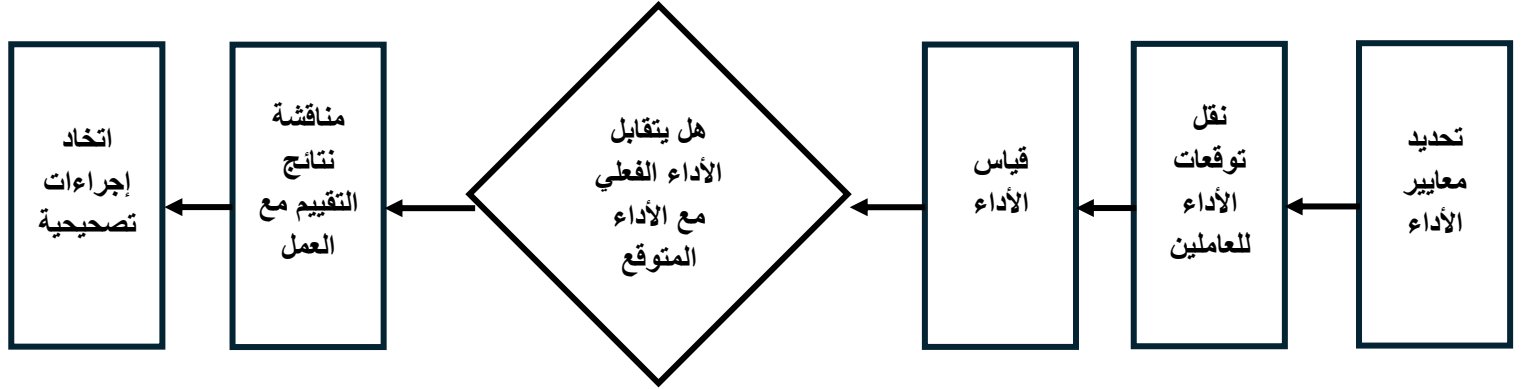 تحديد
معايير
الأداء
نقل
توقعات
الأداء
للعاملين
قياس
الأداء
هل يتقابل
الأداء الفعلي
مع الأداء
المتوقع
مناقشة
نتائج
التقييم مع
العمل
اتخاد
إجراءات
تصحيحية